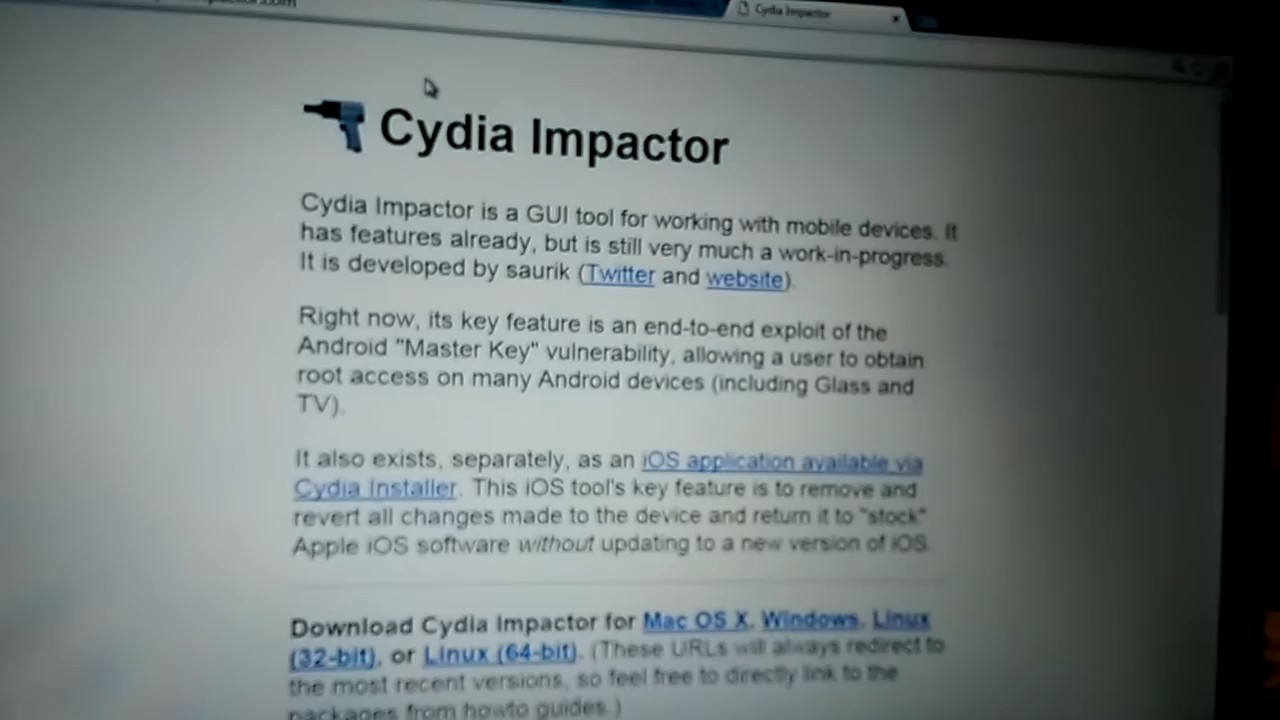 Cydia Impactor
Cydia Impactor
Cydia Impactor is a GUI tool for working with mobile devices. It
has features already, but is still very much a work-in-progress.
It is developed by saurik (Twitter and website).
Right now, its key feature is an end-to-end exploit of the
Android "Master Key" vulnerability, allowing a user to obtain
root access on many Android devices (including Glass and
TV).
It also exists, separately, as an iOS application available via
Cydia Installer. This iOS tool's key feature is to remove and
revert all changes made to the device and return it to "stock"
Apple iOS software without updating to a new version of iOS.
Download Cydia Impactor for Mac OS X, Windows, Linux
(32-bit), or Linux (64-bit). (These URLs will always redirect to
the most recent versions, so feel free to directly link to the
packages from howto guides.)